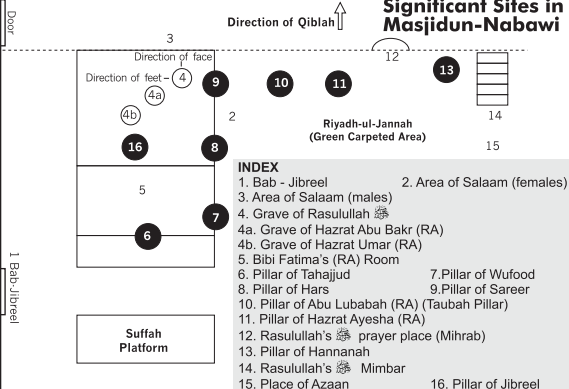 Significant Sites in
Masjidun-Nabawi
Direction of Qiblah
Door
3
12
Direction of face
Direction of feet
4
4a
4b
9
10
11
13
14
2
Riyadh-ul-Jannah
(Green Carpeted Area)
15
16
8
5
7
6
1 Bab-Jibreel
Suffah
Platform
INDEX
1. Bab - Jibreel 2. Area of Salaam (females)
3. Area of Salaam (males)
4. Grave of Rasulullah ﷺ
4a. Grave of Hazrat Abu Bakr (RA)
4b. Grave of Hazrat Umar (RA)
5. Bibi Fatima's (RA) Room
6. Pillar of Tahajjud 7.Pillar of Wufood
8. Pillar of Hars 9.Pillar of Sareer
10. Pillar of Abu Lubabah (RA) (Taubah Pillar)
11. Pillar of Hazrat Ayesha (RA)
12. Rasulullah's ﷺ prayer place (Mihrab)
13. Pillar of Hannanah
14. Rasulullah's ﷺ Mimbar
15. Place of Azaan 16. Pillar of Jibreel